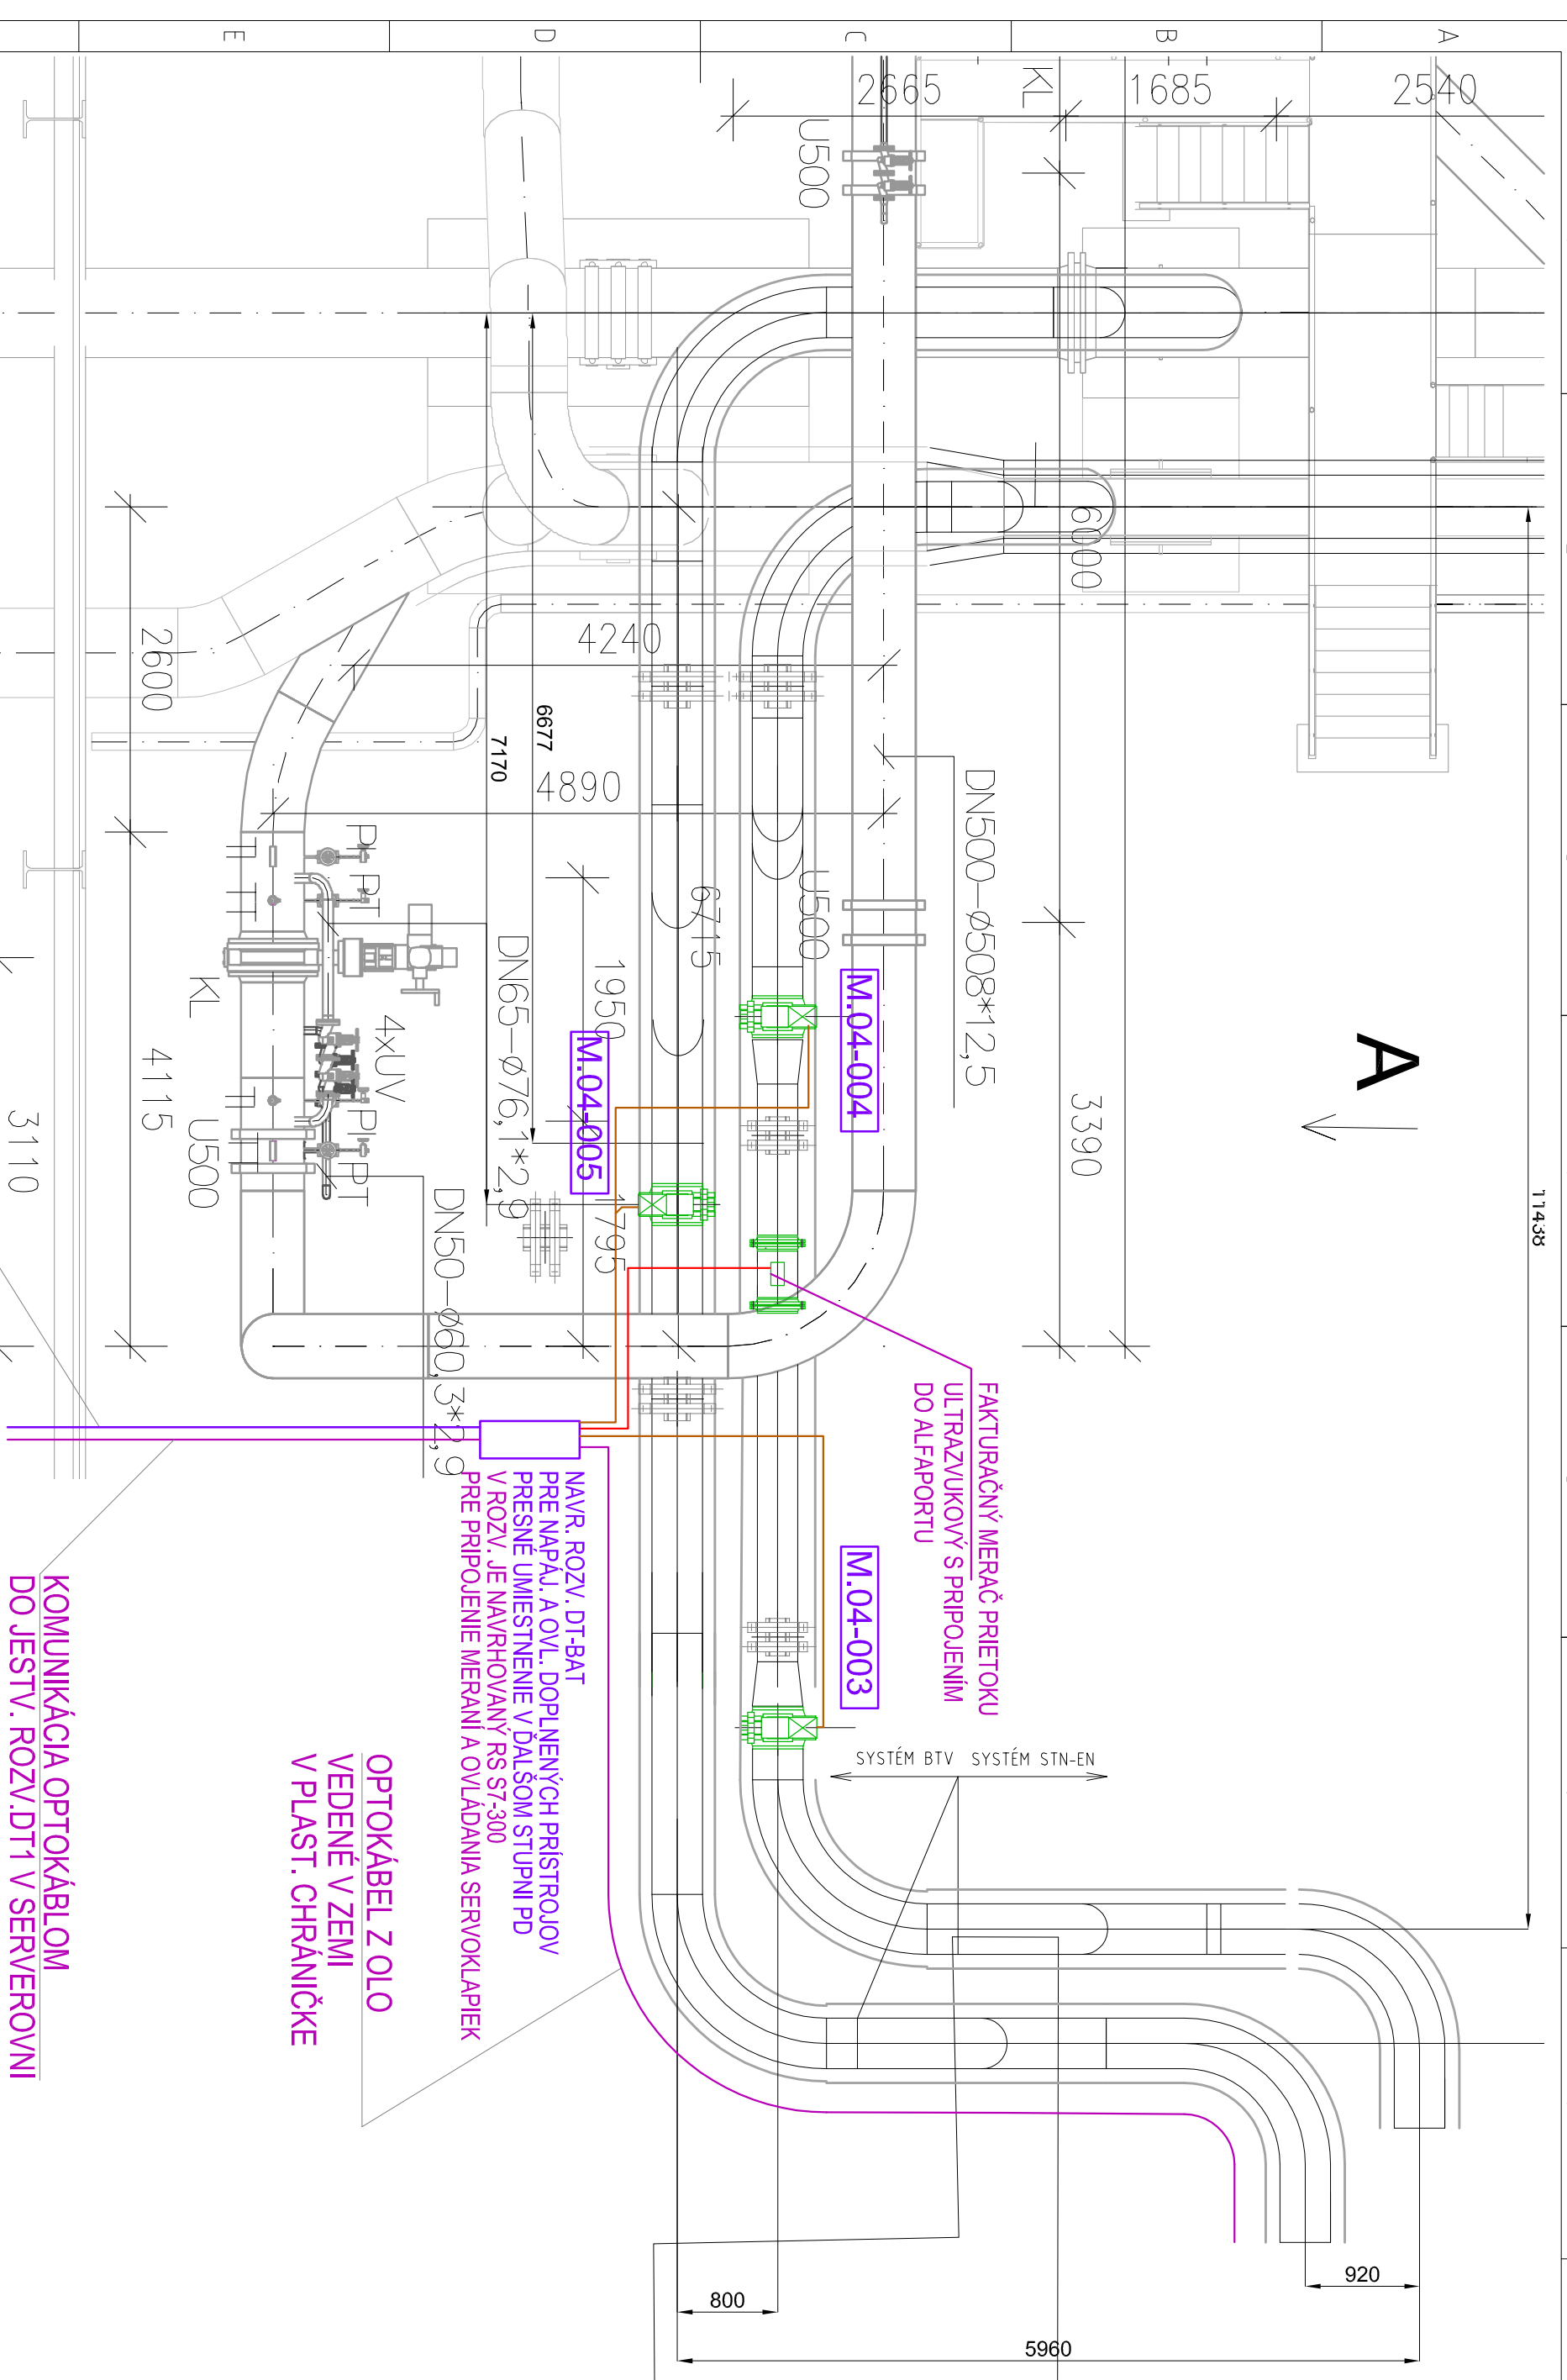 A
B
C
D
E
2540
1685
2665
KL
U500
6000
4240
2600
6677
7170
4890
DN500-Ø508*12,5
U500
6715
PI
PI
TI
TT
KL
4xUV
4115
3110
U500
TI
TT
PI
PT
DN65-Ø76,1*2,9
DN50-Ø60,3*2,9
1950
1795
3390
11438
A
M.04-004
M.04-005
M.04-003
FAKTURAČNÝ MERAČ PRIETOKU
ULTRAZVUKOVÝ S PRIPOJENÍM
DO ALFAPORTU
NAVR. ROZV. DT-BAT
PRE NAPÁJ. A OVL. DOPLNENÝCH PRÍSTROJOV
PRESNÉ UMIESTNENIE V ĎALŠOM STUPNI PD
V ROZV. JE NAVRHOVANÝ RS S7-300
PRE PRIPOJENIE MERANÍ A OVLÁDANIA SERVOKLAPIEK
SYSTÉM BTV SYSTÉM STN-EN
OPTOKÁBEL Z OLO
VEDENÉ V ZEMI
V PLAST. CHRÁNIČKE
KOMUNIKÁCIA OPTOKÁBLOM
DO JESTV. ROZV.DT1 V SERVEROVNI
920
800
5960